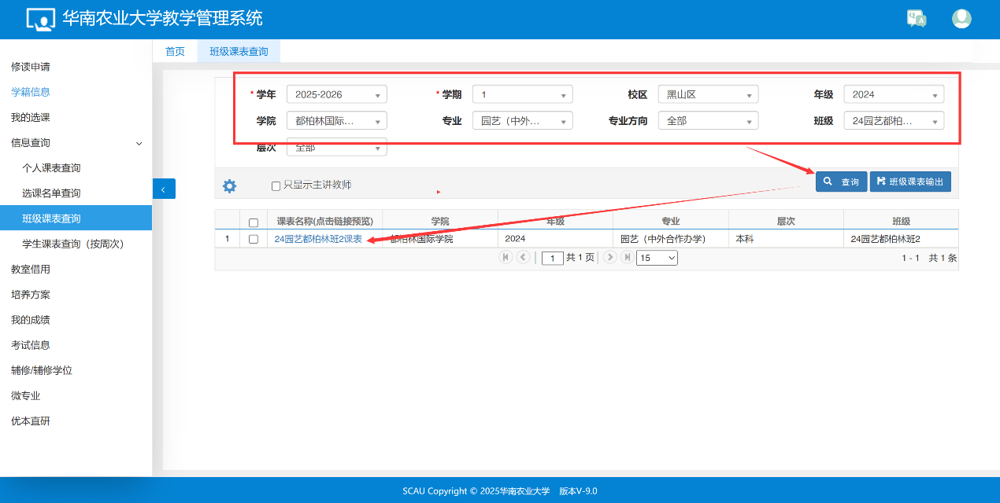 华南农业大学教学管理系统
首页 班级课表查询
修读申请
学籍信息
我的选课
信息查询
个人课表查询
选课名单查询
班级课表查询
学生课表查询（按周次）
教室借用
培养方案
我的成绩
考试信息
辅修/辅修学位
微专业
优本直研
* 学年 2025-2026 * 学期 1 校区 黑山区 年级 2024
学院 都柏林国际... 专业 园艺（中外... 专业方向 全部 班级 24园艺都柏...
层次 全部
只显示主讲教师 查询 班级课表输出
课表名称(点击链接预览) 学院 年级 专业 层次 班级
1 24园艺都柏林班2课表 都柏林国际学院 2024 园艺（中外合作办学） 本科 24园艺都柏林班2
1 共 1 页 15 1 - 1 共 1 条
SCAU Copyright © 2025华南农业大学 版本V-9.0